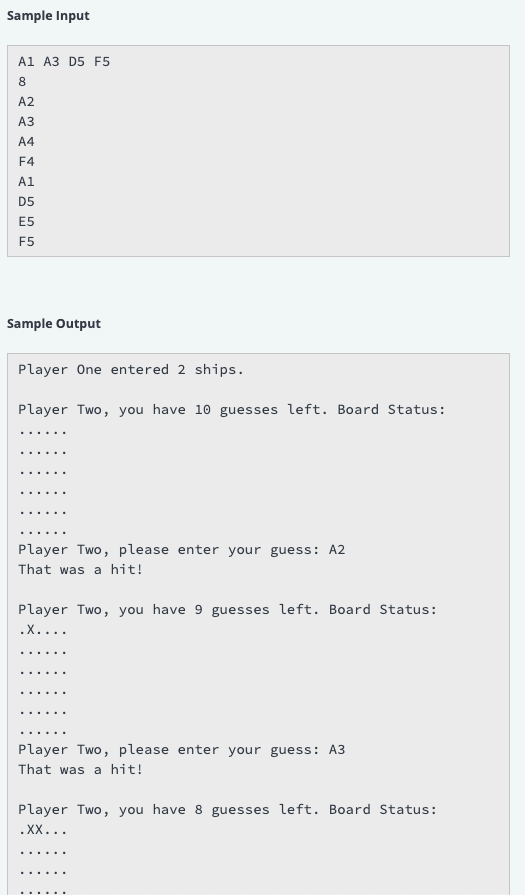 Sample Input
A1 A3 D5 F5
8
A2
A3
A4
F4
A1
D5
E5
F5
Sample Output
Player One entered 2 ships.
Player Two, you have 10 guesses left. Board Status:
......
......
......
......
......
......
Player Two, please enter your guess: A2
That was a hit!
Player Two, you have 9 guesses left. Board Status:
.X....
......
......
......
......
......
Player Two, please enter your guess: A3
That was a hit!
Player Two, you have 8 guesses left. Board Status:
.XX...
......
......
......